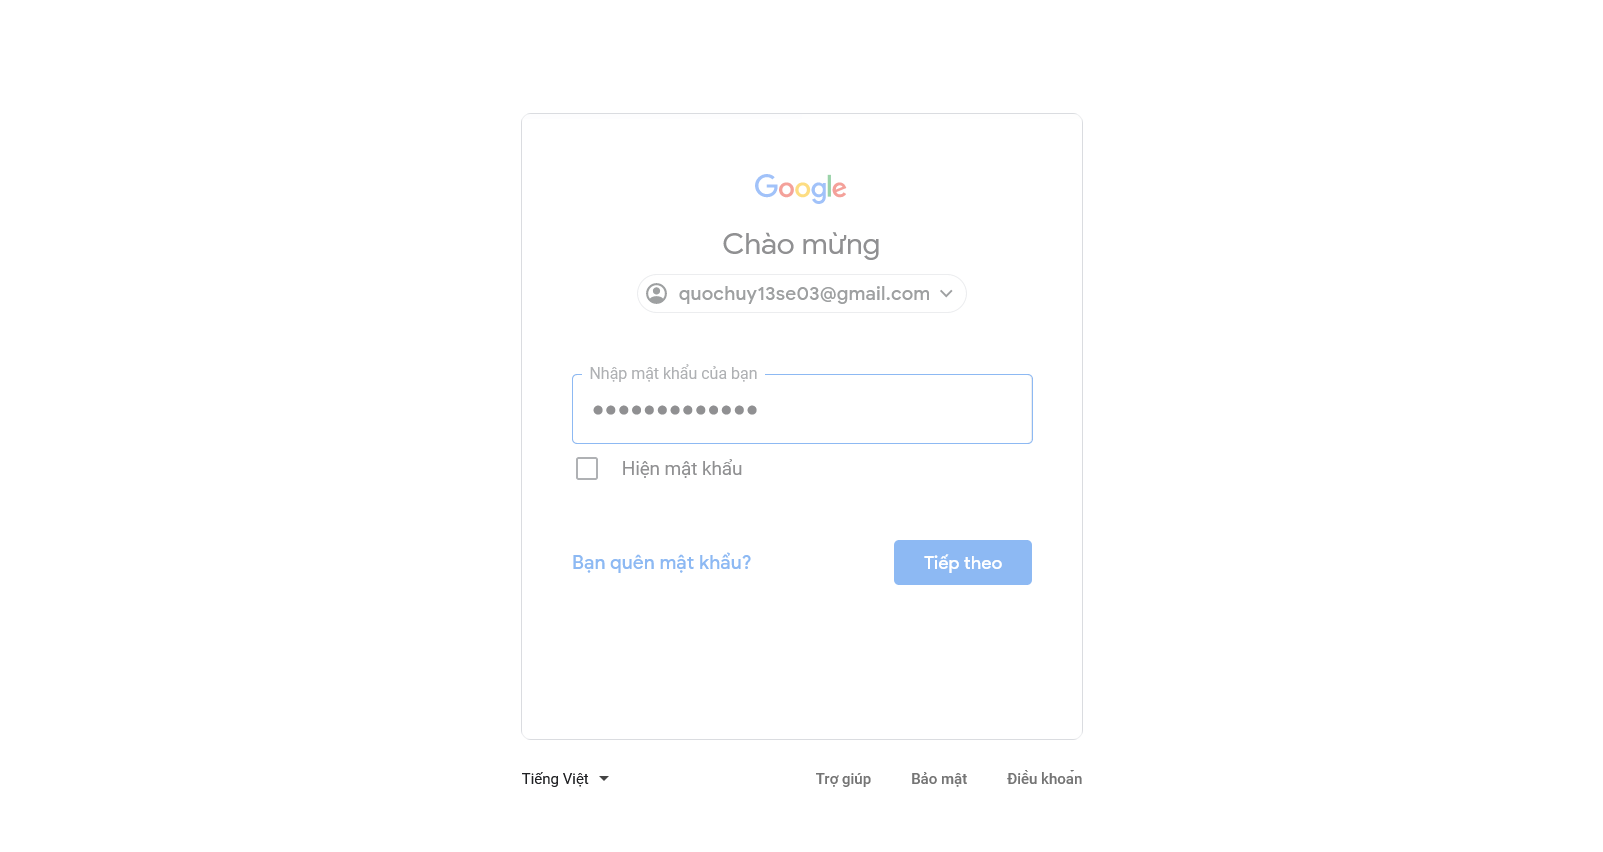 Google
Chào mừng
quochuy13se03@gmail.com
Nhập mật khẩu của bạn
•••••••••••••
Hiện mật khẩu
Bạn quên mật khẩu?
Tiếp theo
Tiếng Việt
Trợ giúp
Bảo mật
Điều khoản